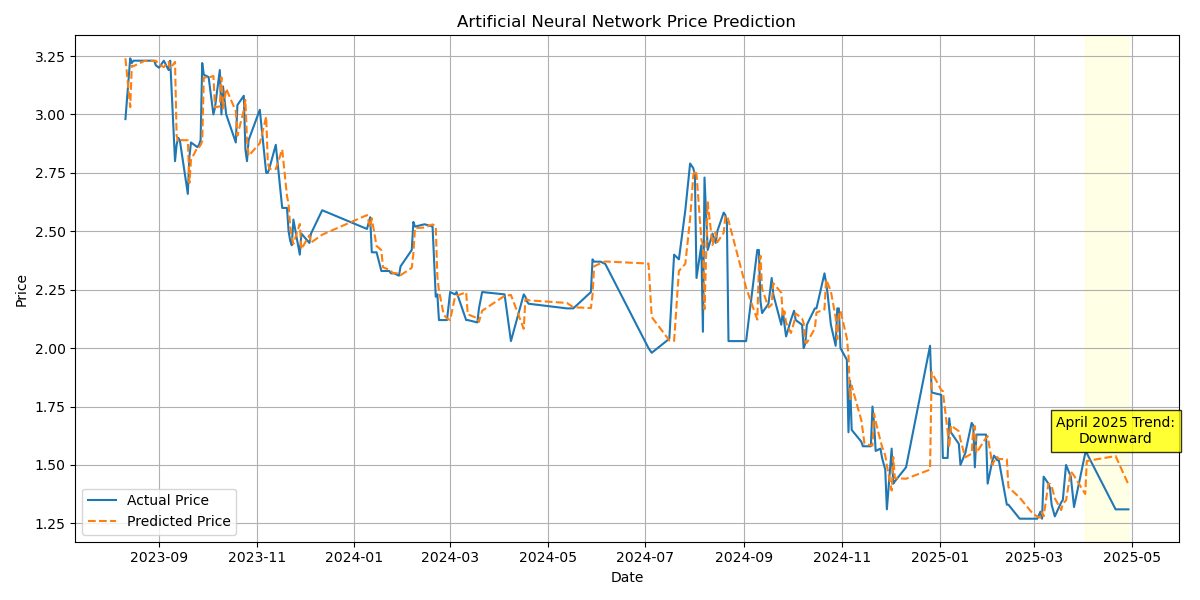 Artificial Neural Network Price Prediction
Price
3.25
3.00
2.75
2.50
2.25
2.00
1.75
1.50
1.25
April 2025 Trend:
Downward
Actual Price
Predicted Price
2023-09 2023-11 2024-01 2024-03 2024-05 2024-07 2024-09 2024-11 2025-01 2025-03 2025-05
Date